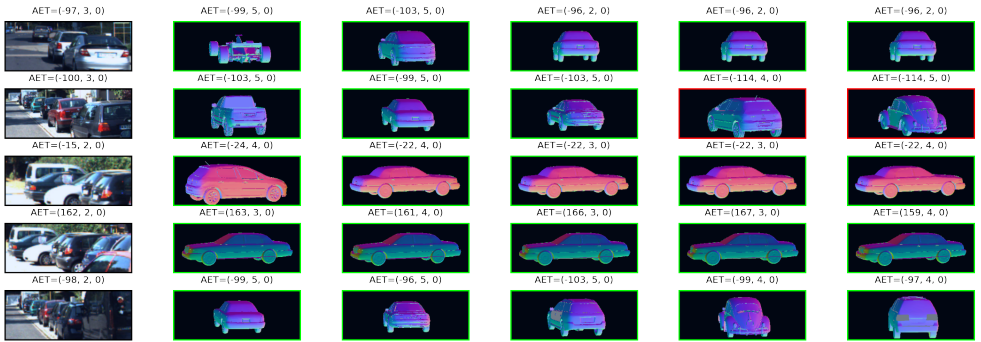 AET=(-97, 3, 0) AET=(-99, 5, 0) AET=(-103, 5, 0) AET=(-96, 2, 0) AET=(-96, 2, 0) AET=(-96, 2, 0)
AET=(-100, 3, 0) AET=(-103, 5, 0) AET=(-99, 5, 0) AET=(-103, 5, 0) AET=(-114, 4, 0) AET=(-114, 5, 0)
AET=(-15, 2, 0) AET=(-24, 4, 0) AET=(-22, 4, 0) AET=(-22, 3, 0) AET=(-22, 3, 0) AET=(-22, 4, 0)
AET=(162, 2, 0) AET=(163, 3, 0) AET=(161, 4, 0) AET=(166, 3, 0) AET=(167, 3, 0) AET=(159, 4, 0)
AET=(-98, 2, 0) AET=(-99, 5, 0) AET=(-96, 5, 0) AET=(-103, 5, 0) AET=(-99, 4, 0) AET=(-97, 4, 0)